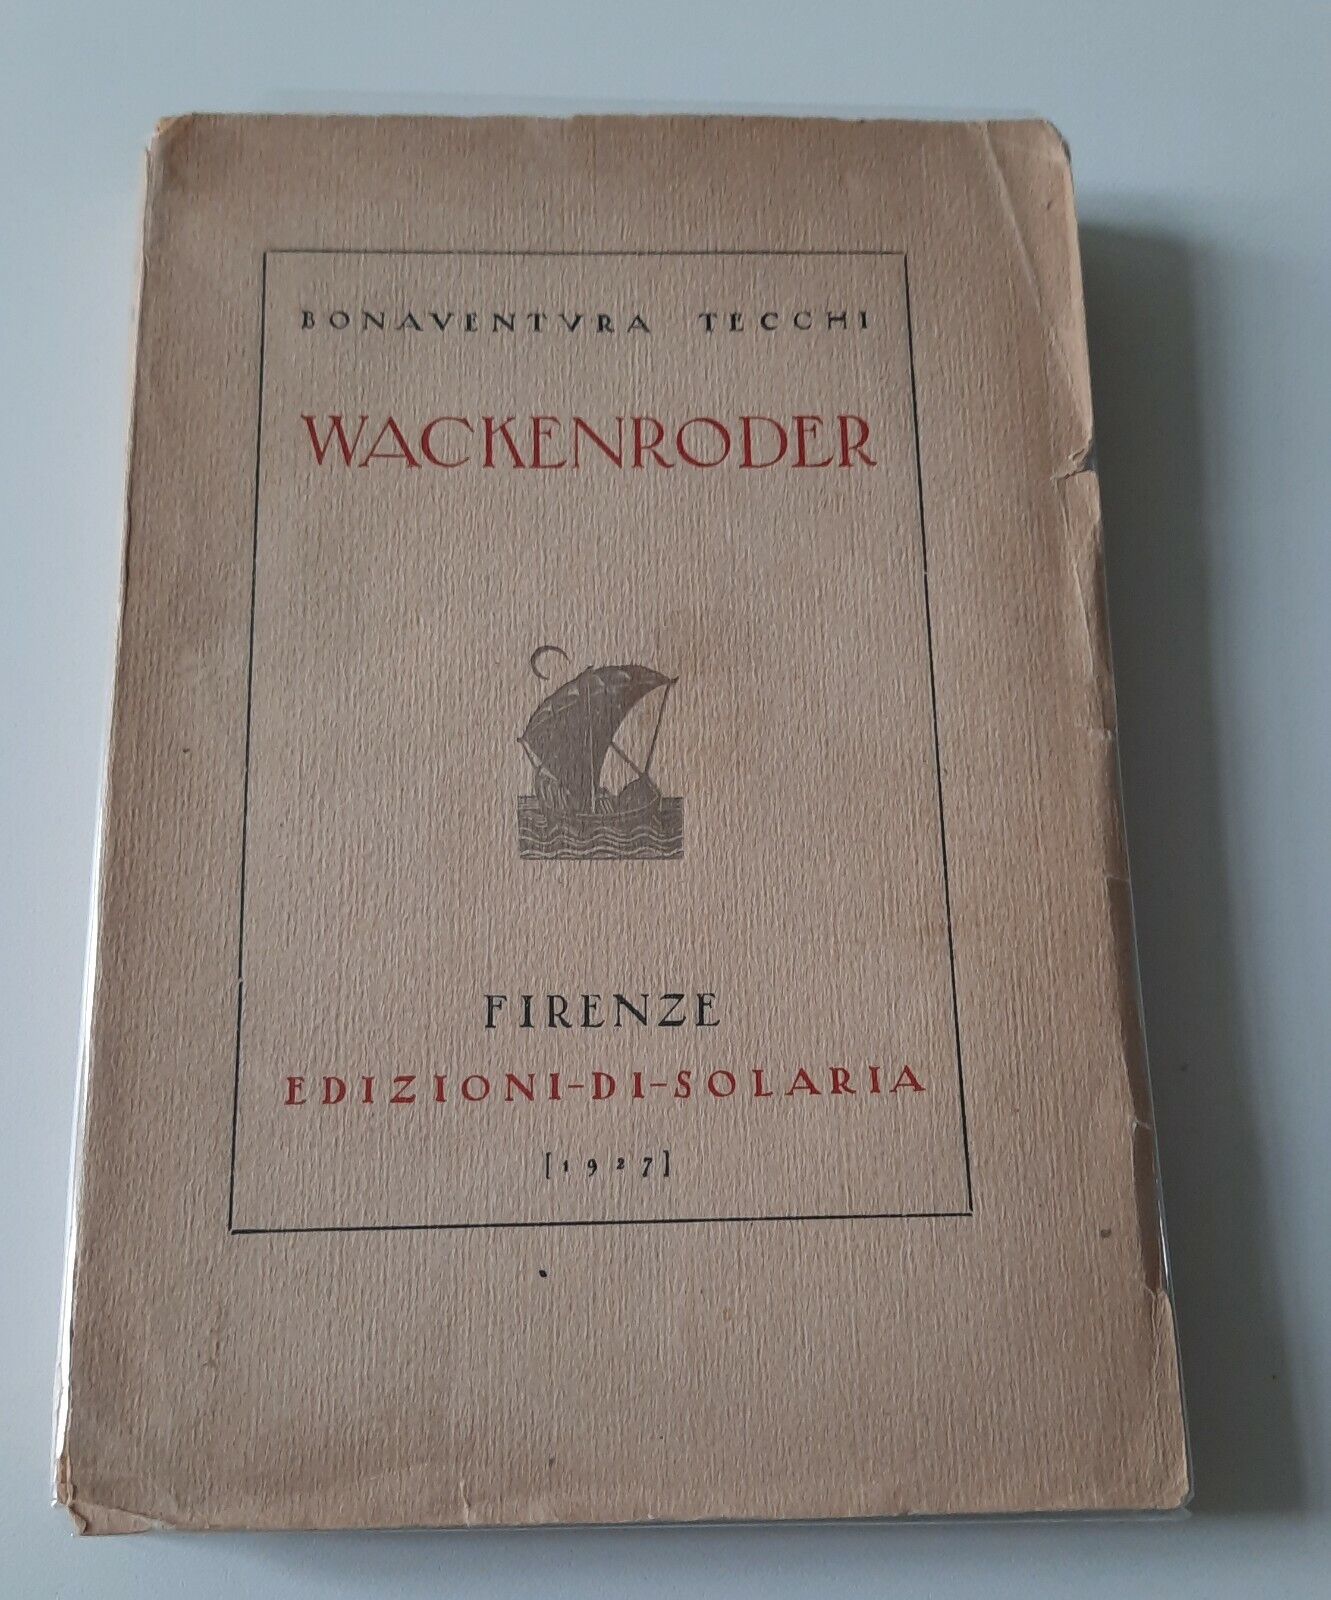 BONAVENTVRA TECCHI
WACKENRODER
FIRENZE
EDIZIONI-DI-SOLARIA
[1927]